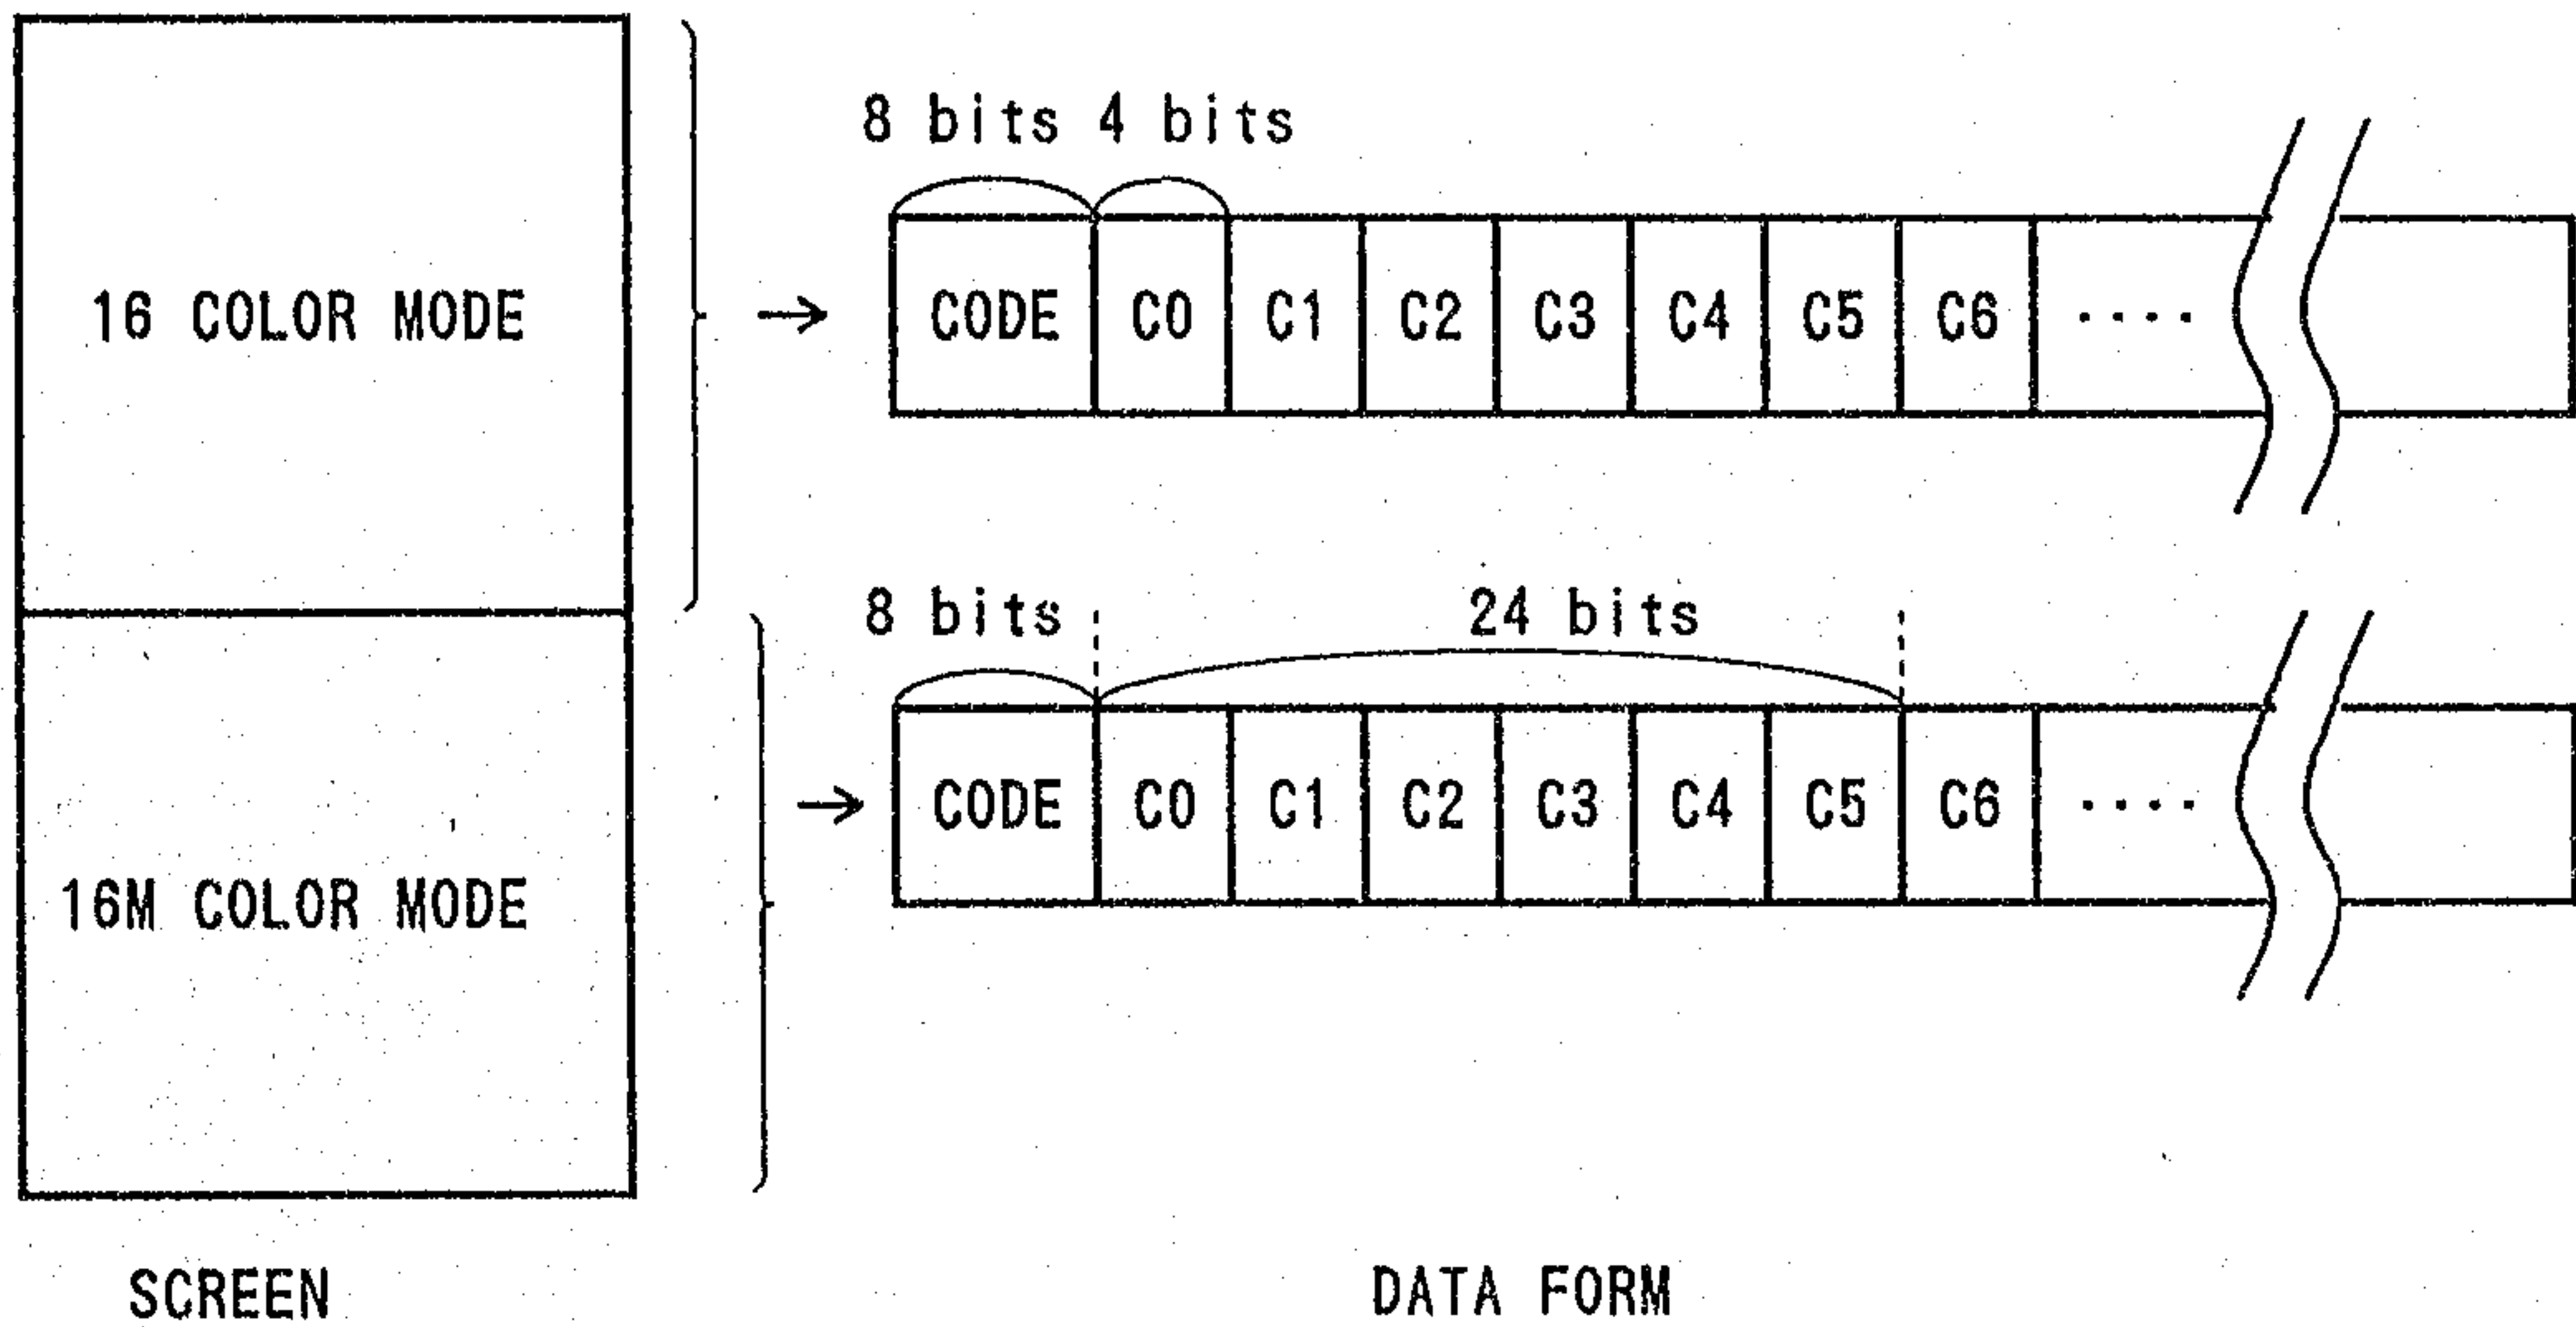 8 bits 4 bits
16 COLOR MODE
CODE C0 C1 C2 C3 C4 C5 C6 ····
8 bits 24 bits
CODE C0 C1 C2 C3 C4 C5 C6 ····
16M COLOR MODE
SCREEN
DATA FORM